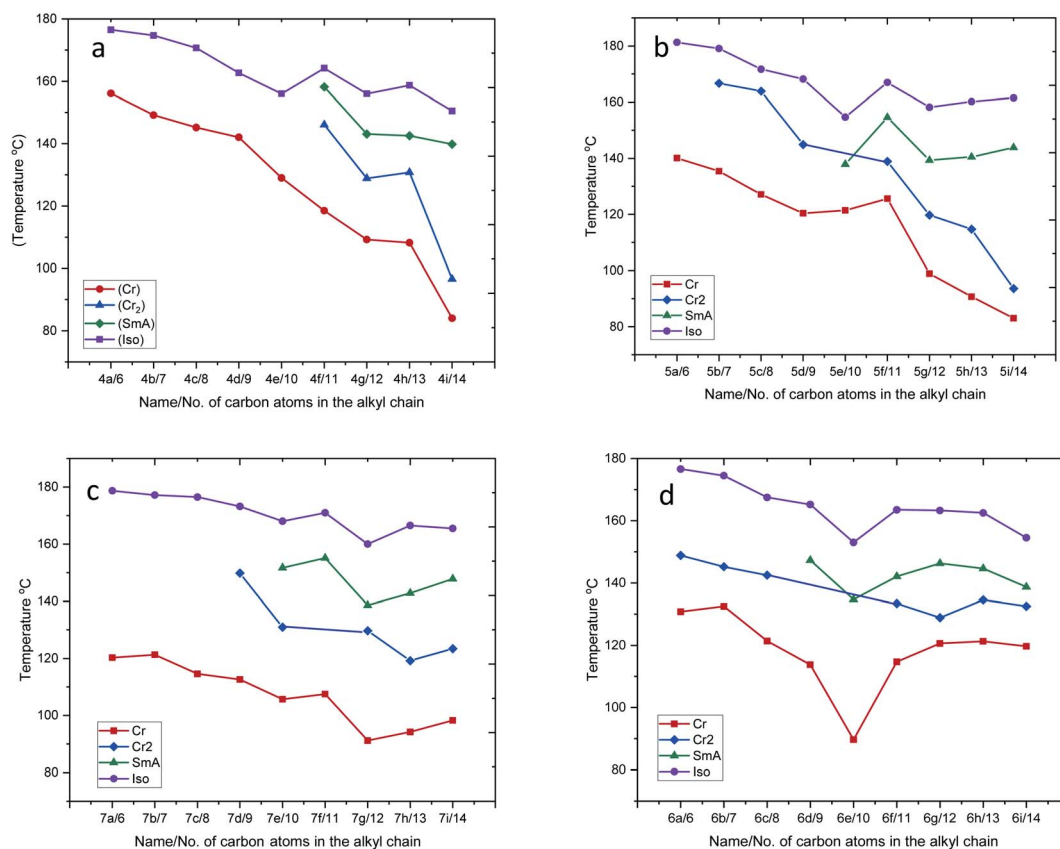 a
(Temperature ºC)
180
160
140
120
100
80
(Cr)
(Cr₂)
(SmA)
(Iso)
4a/6 4b/7 4c/8 4d/9 4e/10 4f/11 4g/12 4h/13 4i/14
Name/No. of carbon atoms in the alkyl chain
b
Temperature ºC
180
160
140
120
100
80
Cr
Cr2
SmA
Iso
5a/6 5b/7 5c/8 5d/9 5e/10 5f/11 5g/12 5h/13 5i/14
Name/No. of carbon atoms in the alkyl chain
c
Temperature ºC
180
160
140
120
100
80
Cr
Cr2
SmA
Iso
7a/6 7b/7 7c/8 7d/9 7e/10 7f/11 7g/12 7h/13 7i/14
Name/No. of carbon atoms in the alkyl chain
d
Temperature ºC
180
160
140
120
100
80
Cr
Cr2
SmA
Iso
6a/6 6b/7 6c/8 6d/9 6e/10 6f/11 6g/12 6h/13 6i/14
Name/No. of carbon atoms in the alkyl chain